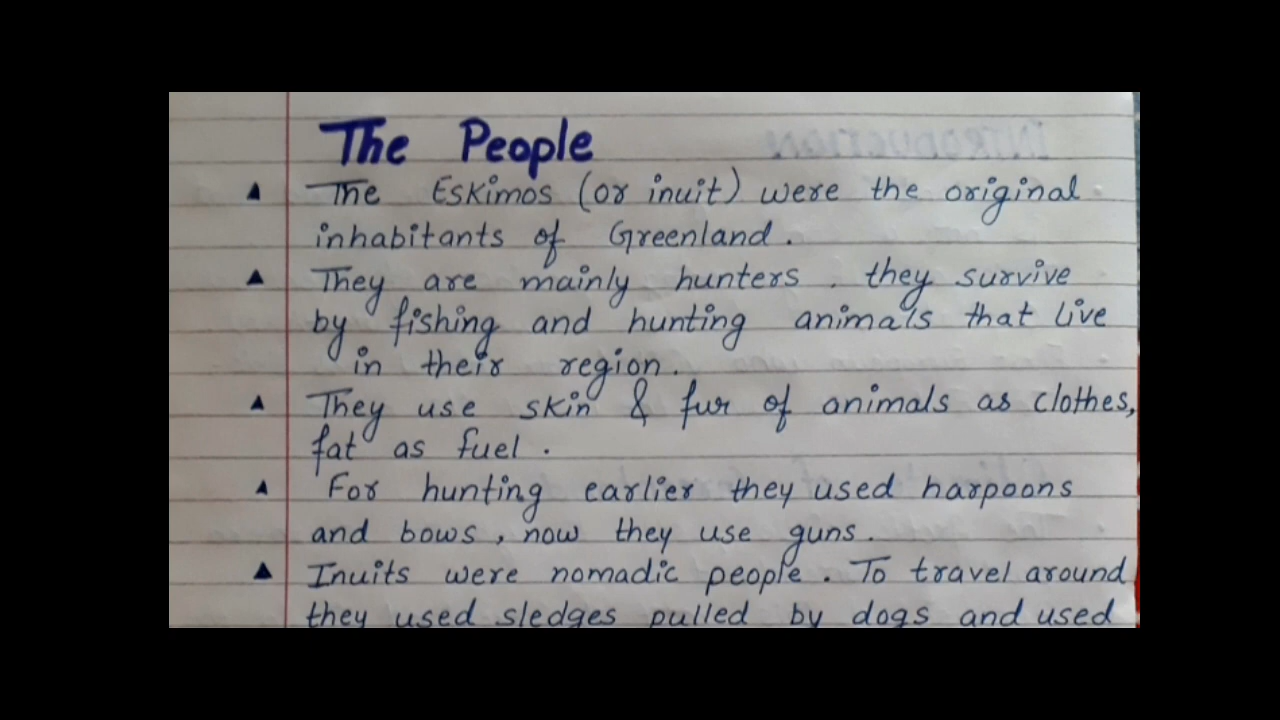 The People
▲ The Eskimos (or inuit) were the original
inhabitants of Greenland.
▲ They are mainly hunters. they survive
by fishing and hunting animals that live
in their region.
▲ They use skin & fur of animals as clothes,
fat as fuel.
▲ For hunting earlier they used harpoons
and bows, now they use guns.
▲ Inuits were nomadic people. To travel around
they used sledges pulled by dogs and used